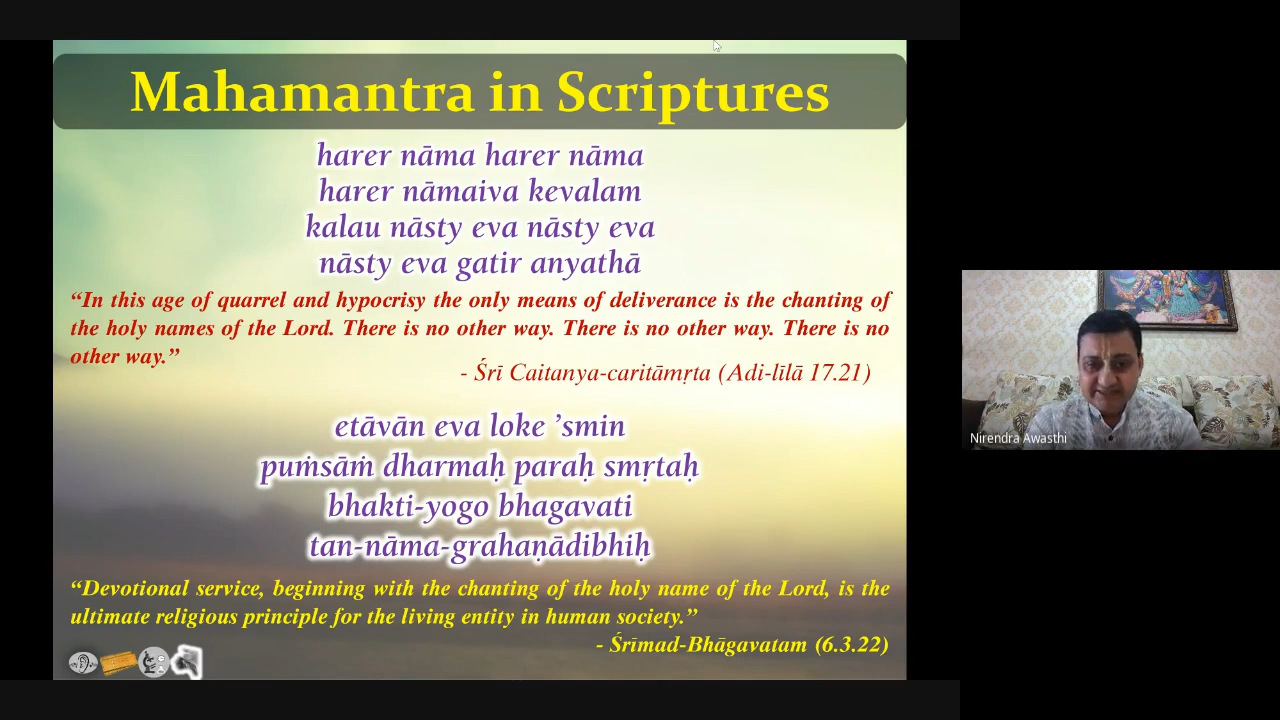 Mahamantra in Scriptures
harer nāma harer nāma
harer nāmaiva kevalam
kalau nāsty eva nāsty eva
nāsty eva gatir anyathā
“In this age of quarrel and hypocrisy the only means of deliverance is the chanting of
the holy names of the Lord. There is no other way. There is no other way. There is no
other way.”
- Śrī Caitanya-caritāmṛta (Adi-līlā 17.21)
etāvān eva loke ’smin
puṁsāṁ dharmaḥ paraḥ smṛtaḥ
bhakti-yogo bhagavati
tan-nāma-grahaṇādibhiḥ
“Devotional service, beginning with the chanting of the holy name of the Lord, is the
ultimate religious principle for the living entity in human society.”
- Śrīmad-Bhāgavatam (6.3.22)
Nirendra Awasthi